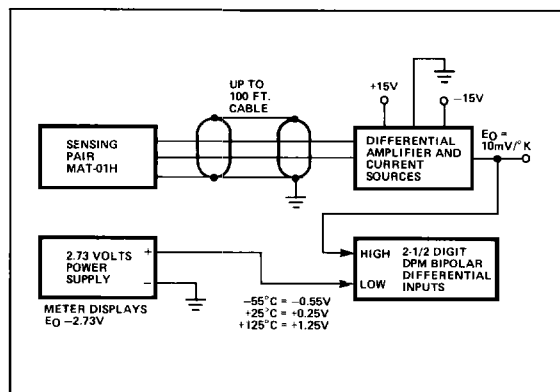 UP TO
100 FT.
CABLE
+15V
−15V
SENSING
PAIR
MAT-01H
DIFFERENTIAL
AMPLIFIER AND
CURRENT
SOURCES
EO =
10mV/°K
2.73 VOLTS
POWER
SUPPLY
+
−
HIGH
LOW
2-1/2 DIGIT
DPM BIPOLAR
DIFFERENTIAL
INPUTS
METER DISPLAYS
EO −2.73V
−55°C = −0.55V
+25°C = +0.25V
+125°C = +1.25V